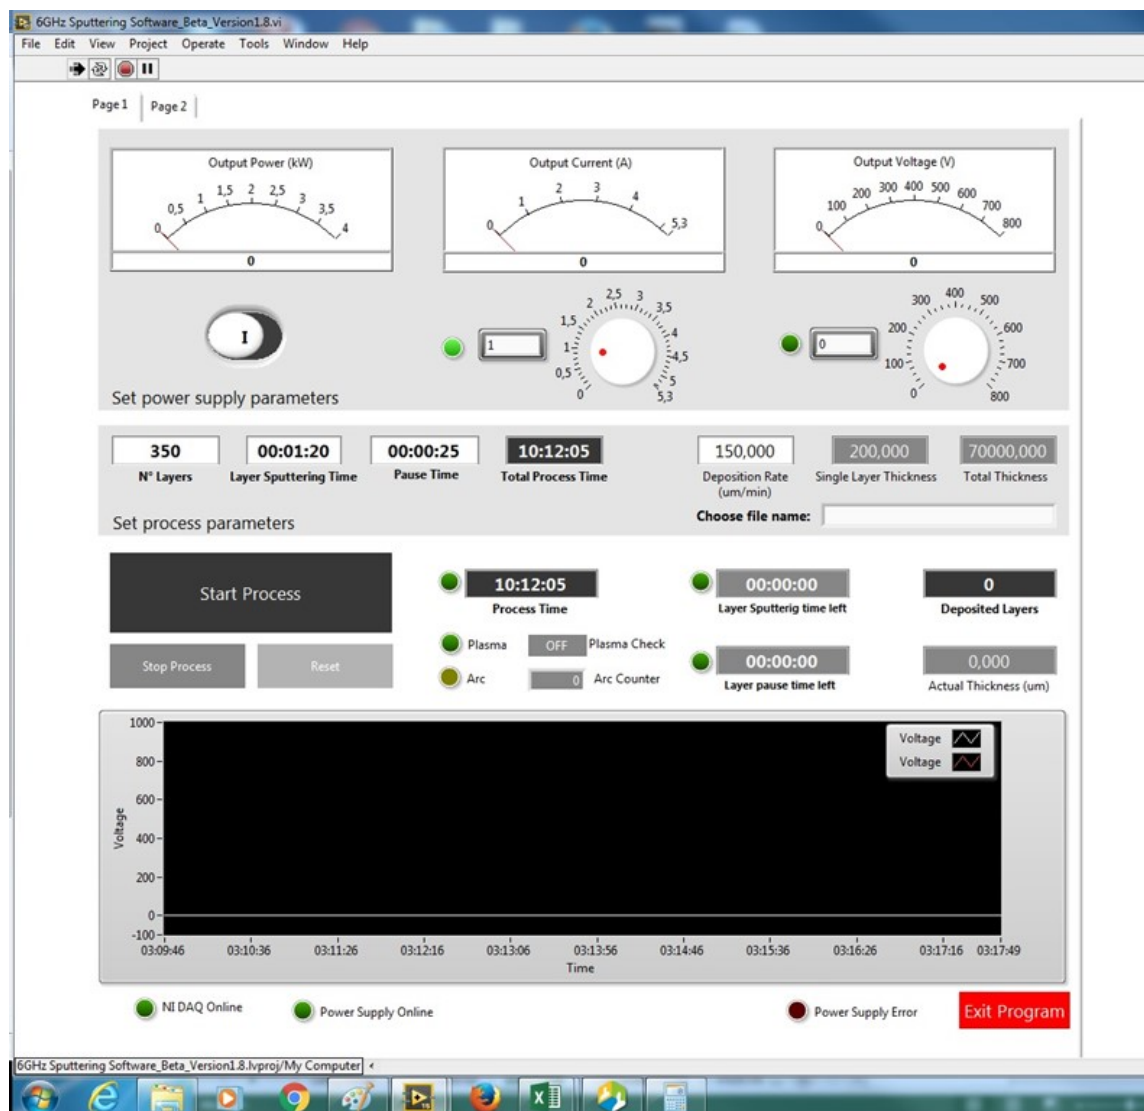 6GHz Sputtering Software_Beta_Version1.8.vi
File Edit View Project Operate Tools Window Help
Page 1 Page 2
Output Power (kW)
0 0,5 1 1,5 2 2,5 3 3,5 4
0
Output Current (A)
0 1 2 3 4 5,3
0
Output Voltage (V)
0 100 200 300 400 500 600 700 800
0
I
1
0 0,5 1 1,5 2 2,5 3 3,5 4 4,5 5 5,3
0
0 100 200 300 400 500 600 700 800
Set power supply parameters
350 00:01:20 00:00:25 10:12:05 150,000 200,000 70000,000
N° Layers Layer Sputtering Time Pause Time Total Process Time Deposition Rate Single Layer Thickness Total Thickness
(um/min)
Set process parameters Choose file name:
Start Process
Stop Process Reset
10:12:05 00:00:00 0
Process Time Layer Sputterig time left Deposited Layers
Plasma OFF Plasma Check
Arc 0 Arc Counter
00:00:00 0,000
Layer pause time left Actual Thickness (um)
Voltage
Voltage
1000
800
600
400
200
0
-100
Voltage
03:09:46 03:10:36 03:11:26 03:12:16 03:13:06 03:13:56 03:14:46 03:15:36 03:16:26 03:17:16 03:17:49
Time
NI DAQ Online Power Supply Online Power Supply Error Exit Program
6GHz Sputtering Software_Beta_Version1.8.lvproj/My Computer